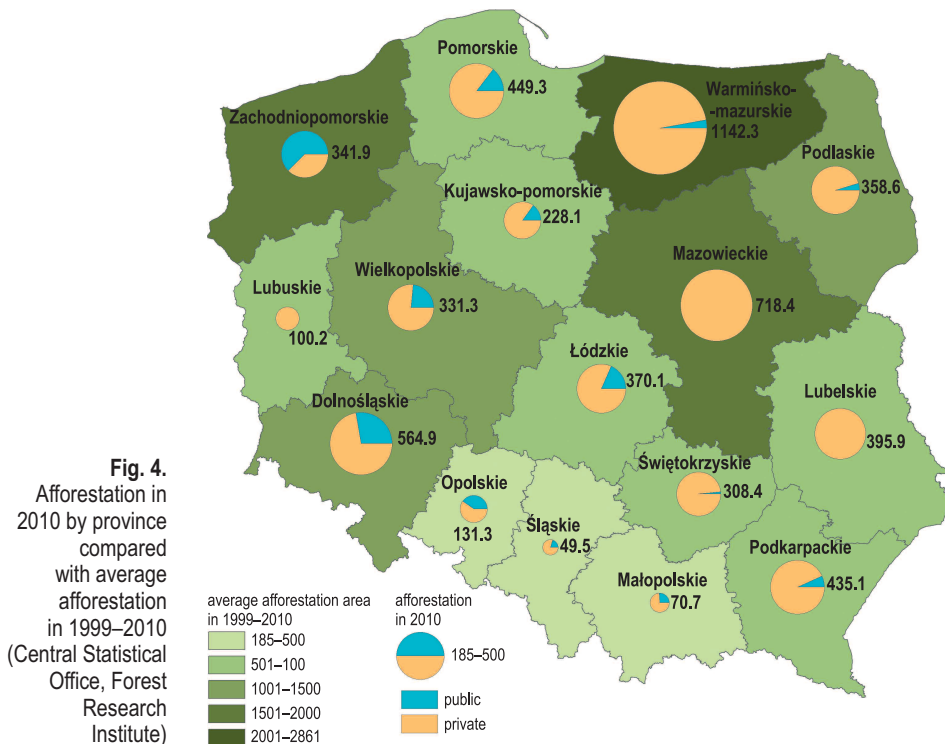 Pomorskie
449.3
Warmińsko-
-mazurskie
1142.3
Zachodniopomorskie
341.9
Podlaskie
358.6
Kujawsko-pomorskie
228.1
Mazowieckie
718.4
Wielkopolskie
331.3
Lubuskie
100.2
Łódzkie
370.1
Lubelskie
395.9
Dolnośląskie
564.9
Świętokrzyskie
308.4
Opolskie
131.3
Śląskie
49.5
Podkarpackie
435.1
Małopolskie
70.7
Fig. 4.
Afforestation in
2010 by province
compared
with average
afforestation
in 1999–2010
(Central Statistical
Office, Forest
Research
Institute)
average afforestation area
in 1999–2010
185–500
501–100
1001–1500
1501–2000
2001–2861
afforestation
in 2010
185–500
public
private